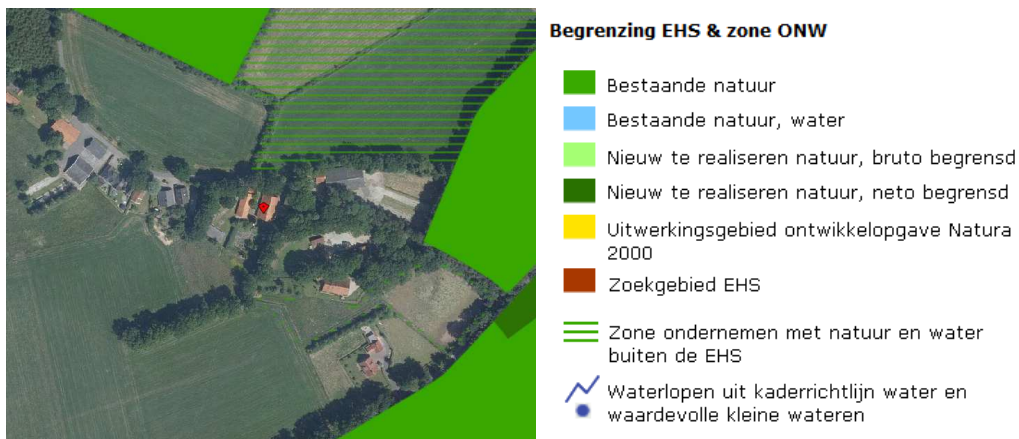 Begrenzing EHS & zone ONW
Bestaande natuur
Bestaande natuur, water
Nieuw te realiseren natuur, bruto begrensd
Nieuw te realiseren natuur, neto begrensd
Uitwerkingsgebied ontwikkelopgave Natura
2000
Zoekgebied EHS
Zone ondernemen met natuur en water
buiten de EHS
Waterlopen uit kaderrichtlijn water en
waardevolle kleine wateren